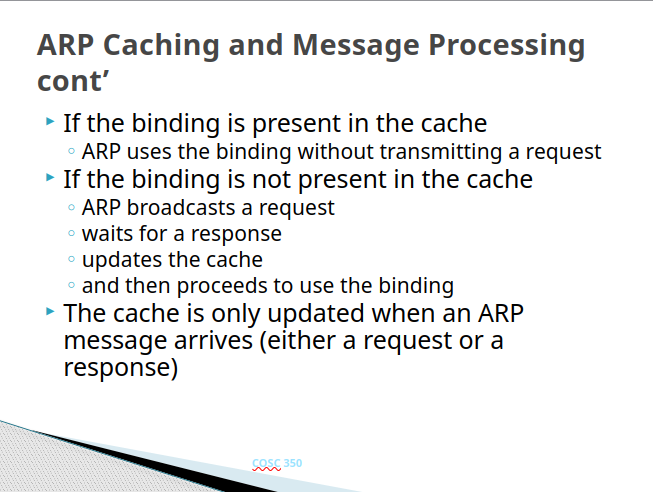 ARP Caching and Message Processing
cont’
If the binding is present in the cache
ARP uses the binding without transmitting a request
If the binding is not present in the cache
ARP broadcasts a request
waits for a response
updates the cache
and then proceeds to use the binding
The cache is only updated when an ARP
message arrives (either a request or a
response)
COSC 350